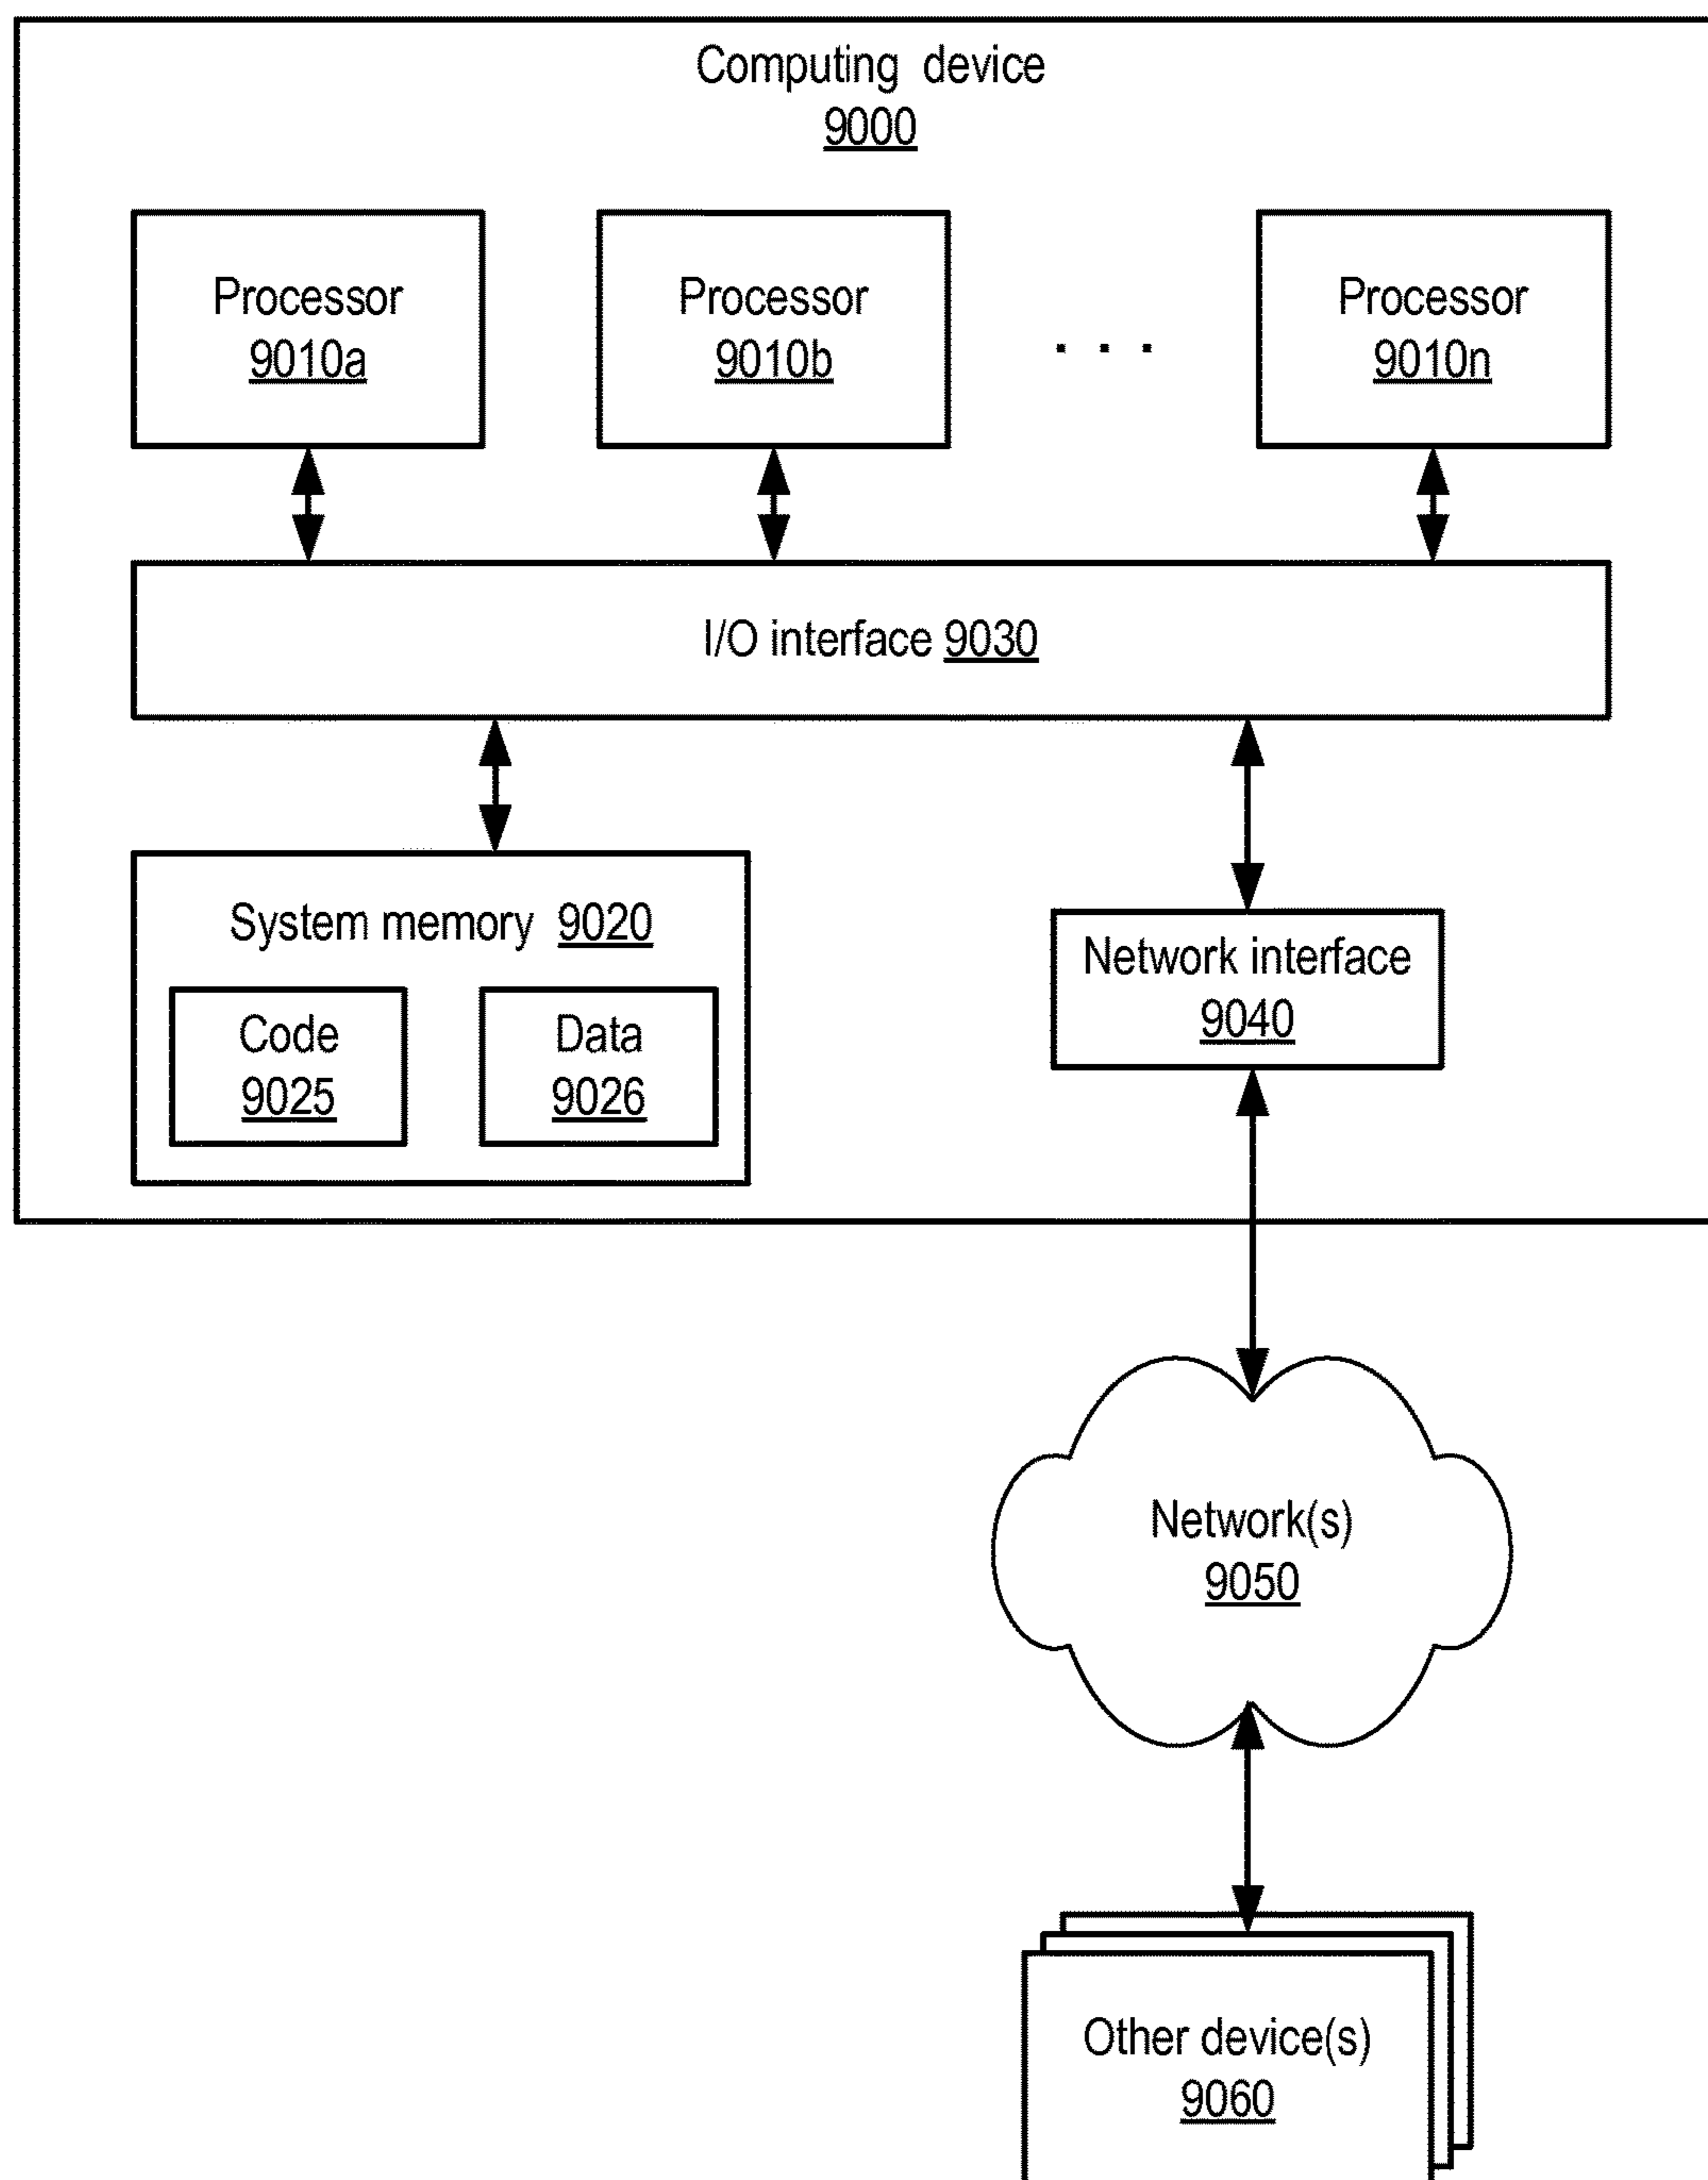 Computing device
9000
Processor
9010a
Processor
9010b
. . .
Processor
9010n
I/O interface 9030
System memory 9020
Code
9025
Data
9026
Network interface
9040
Network(s)
9050
Other device(s)
9060